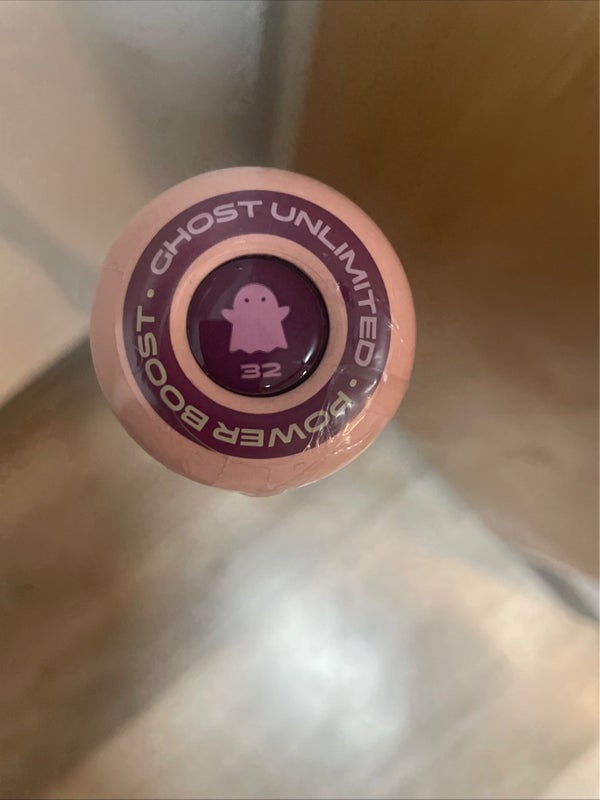 GHOST UNLIMITED • POWER BOOST •
32